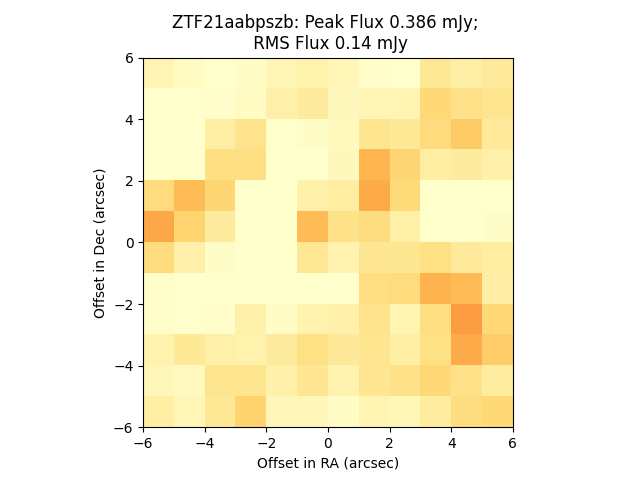 ZTF21aabpszb: Peak Flux 0.386 mJy;
RMS Flux 0.14 mJy
6
4
2
0
−2
−4
−6
Offset in Dec (arcsec)
−6 −4 −2 0 2 4 6
Offset in RA (arcsec)